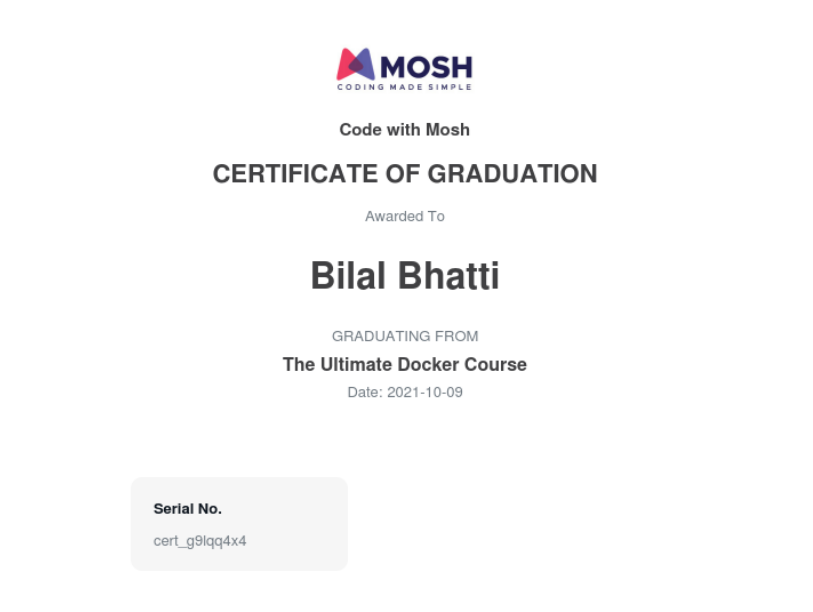 MOSH
CODING MADE SIMPLE
Code with Mosh
CERTIFICATE OF GRADUATION
Awarded To
Bilal Bhatti
GRADUATING FROM
The Ultimate Docker Course
Date: 2021-10-09
Serial No.
cert_g9lqq4x4